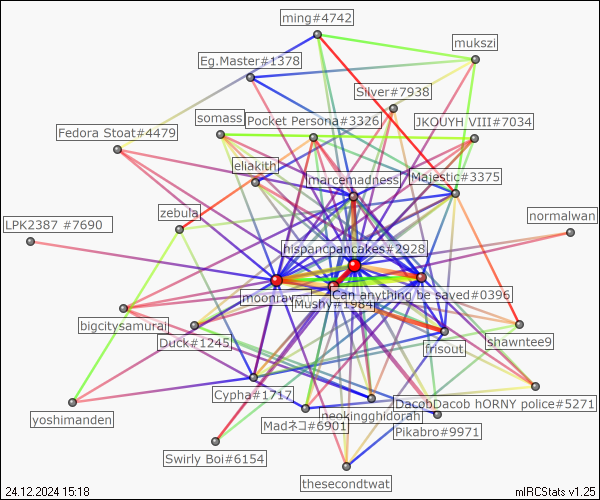 ming#4742
mukszi
Eg.Master#1378
Silver#7938
somass
Pocket Persona#3326
JKOUYH VIII#7034
Fedora Stoat#4479
eliakith
marcemadness
Majestic#3375
zebula
normalwan
LPK2387 #7690
hispancpancakes#2928
moonrav
Mushy#1984
Can anything be saved#0396
bigcitysamurai
Duck#1245
frisout
shawntee9
Cypha#1717
yoshimanden
neokingghidorah
DacobDacob hORNY police#5271
Madネコ#6901
Pikabro#9971
Swirly Boi#6154
thesecondtwat
24.12.2024 15:18
mIRCStats v1.25